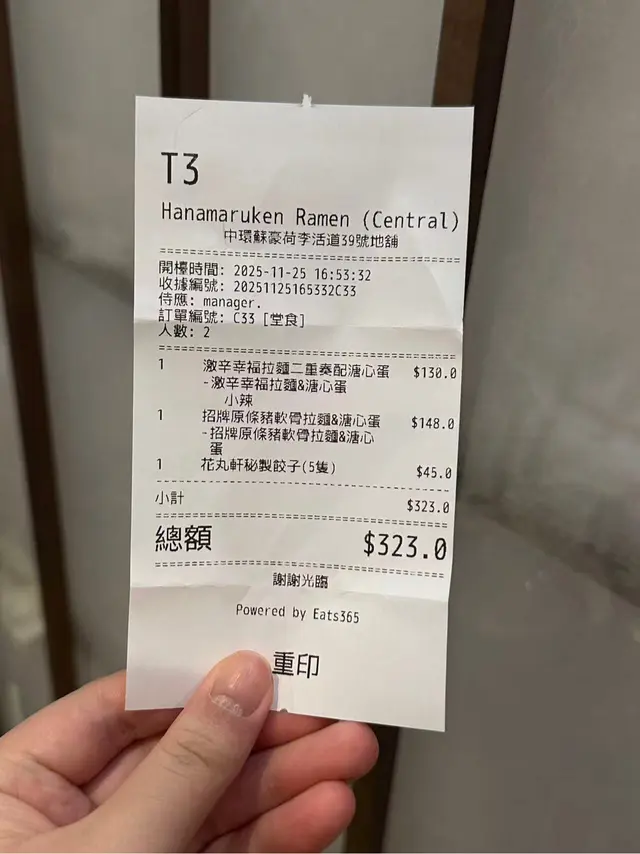 T3
Hanamaruken Ramen (Central)
中環蘇豪荷李活道39號地舖
開檯時間: 2025-11-25 16:53:32
收據編號: 20251125165332C33
侍應: manager.
訂單編號: C33 [堂食]
人數: 2
1 激辛幸福拉麵二重奏配溏心蛋 $130.0
-激辛幸福拉麵&溏心蛋
小辣
1 招牌原條豬軟骨拉麵&溏心蛋 $148.0
-招牌原條豬軟骨拉麵&溏心
蛋
1 花丸軒秘製餃子(5隻) $45.0
小計 $323.0
總額 $323.0
謝謝光臨
Powered by Eats365
重印